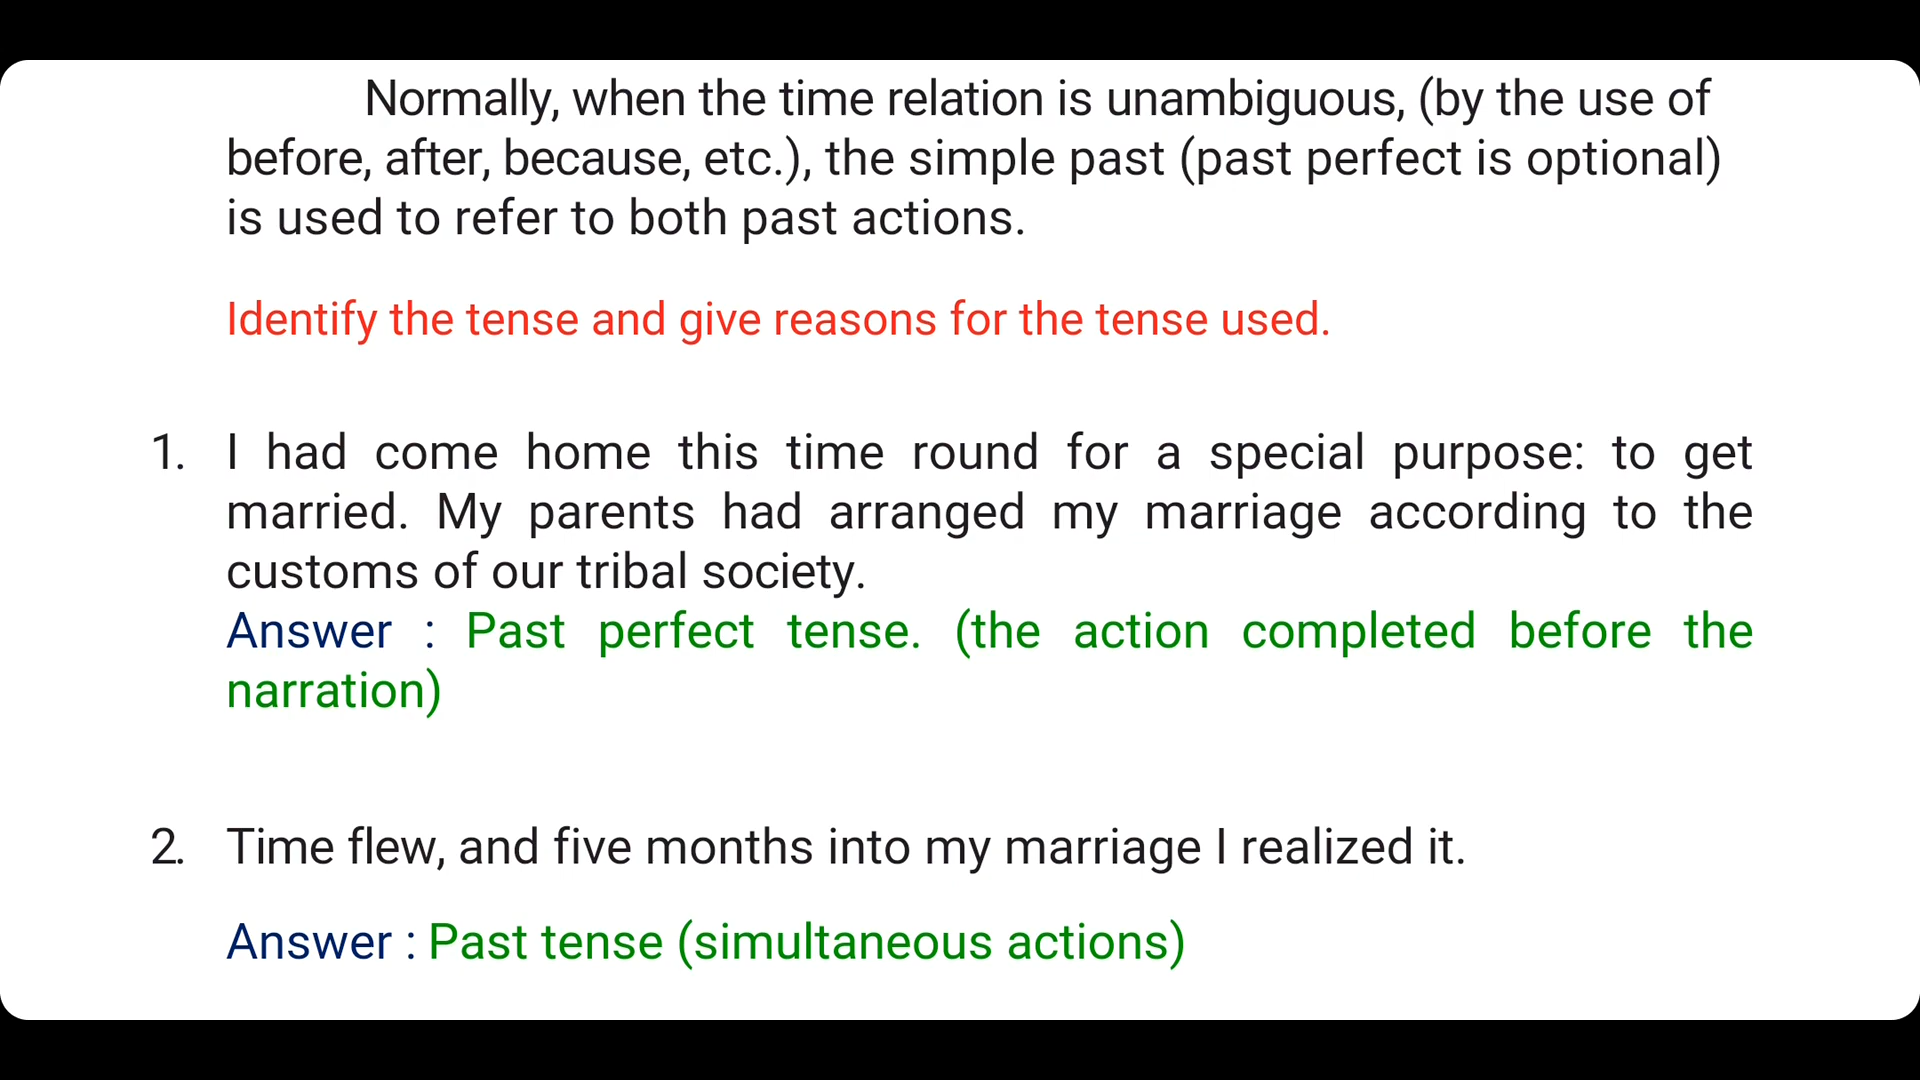 Normally, when the time relation is unambiguous, (by the use of
before, after, because, etc.), the simple past (past perfect is optional)
is used to refer to both past actions.
Identify the tense and give reasons for the tense used.
1. I had come home this time round for a special purpose: to get
married. My parents had arranged my marriage according to the
customs of our tribal society.
Answer : Past perfect tense. (the action completed before the
narration)
2. Time flew, and five months into my marriage I realized it.
Answer : Past tense (simultaneous actions)